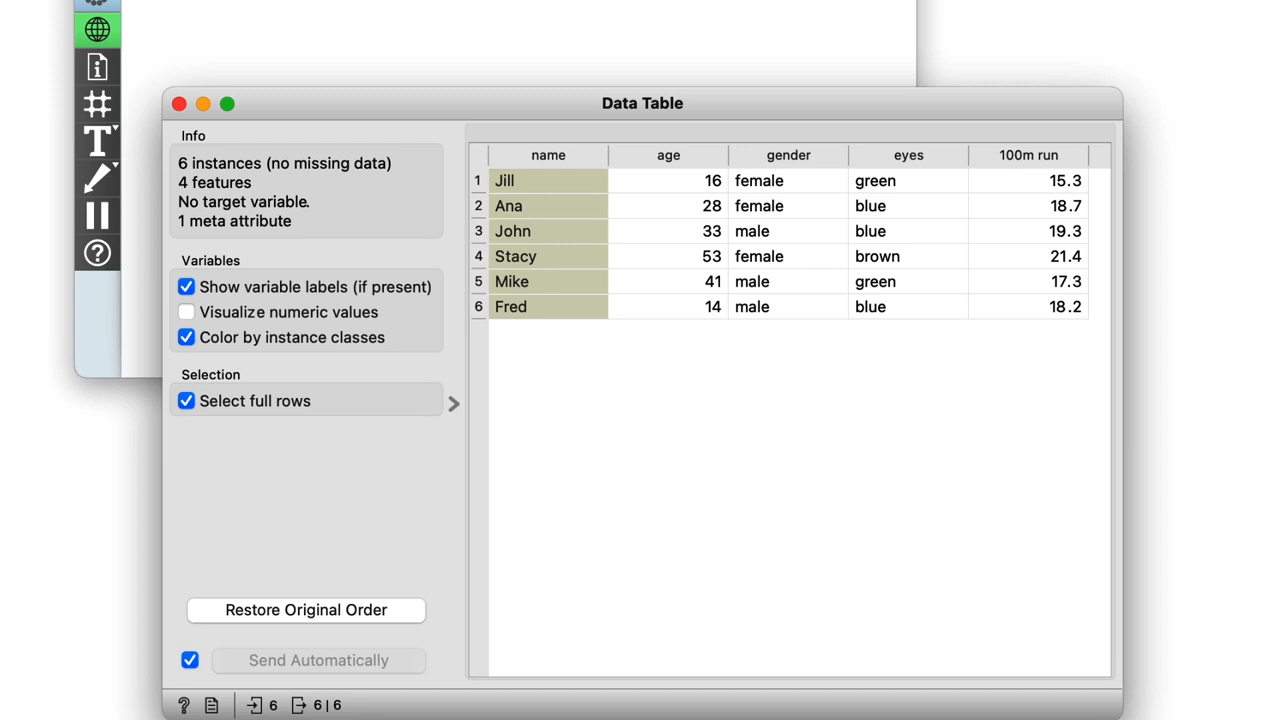 Data Table
Info
6 instances (no missing data)
4 features
No target variable.
1 meta attribute
Variables
Show variable labels (if present)
Visualize numeric values
Color by instance classes
Selection
Select full rows
Restore Original Order
Send Automatically
name age gender eyes 100m run
1 Jill 16 female green 15.3
2 Ana 28 female blue 18.7
3 John 33 male blue 19.3
4 Stacy 53 female brown 21.4
5 Mike 41 male green 17.3
6 Fred 14 male blue 18.2
? 6 6|6